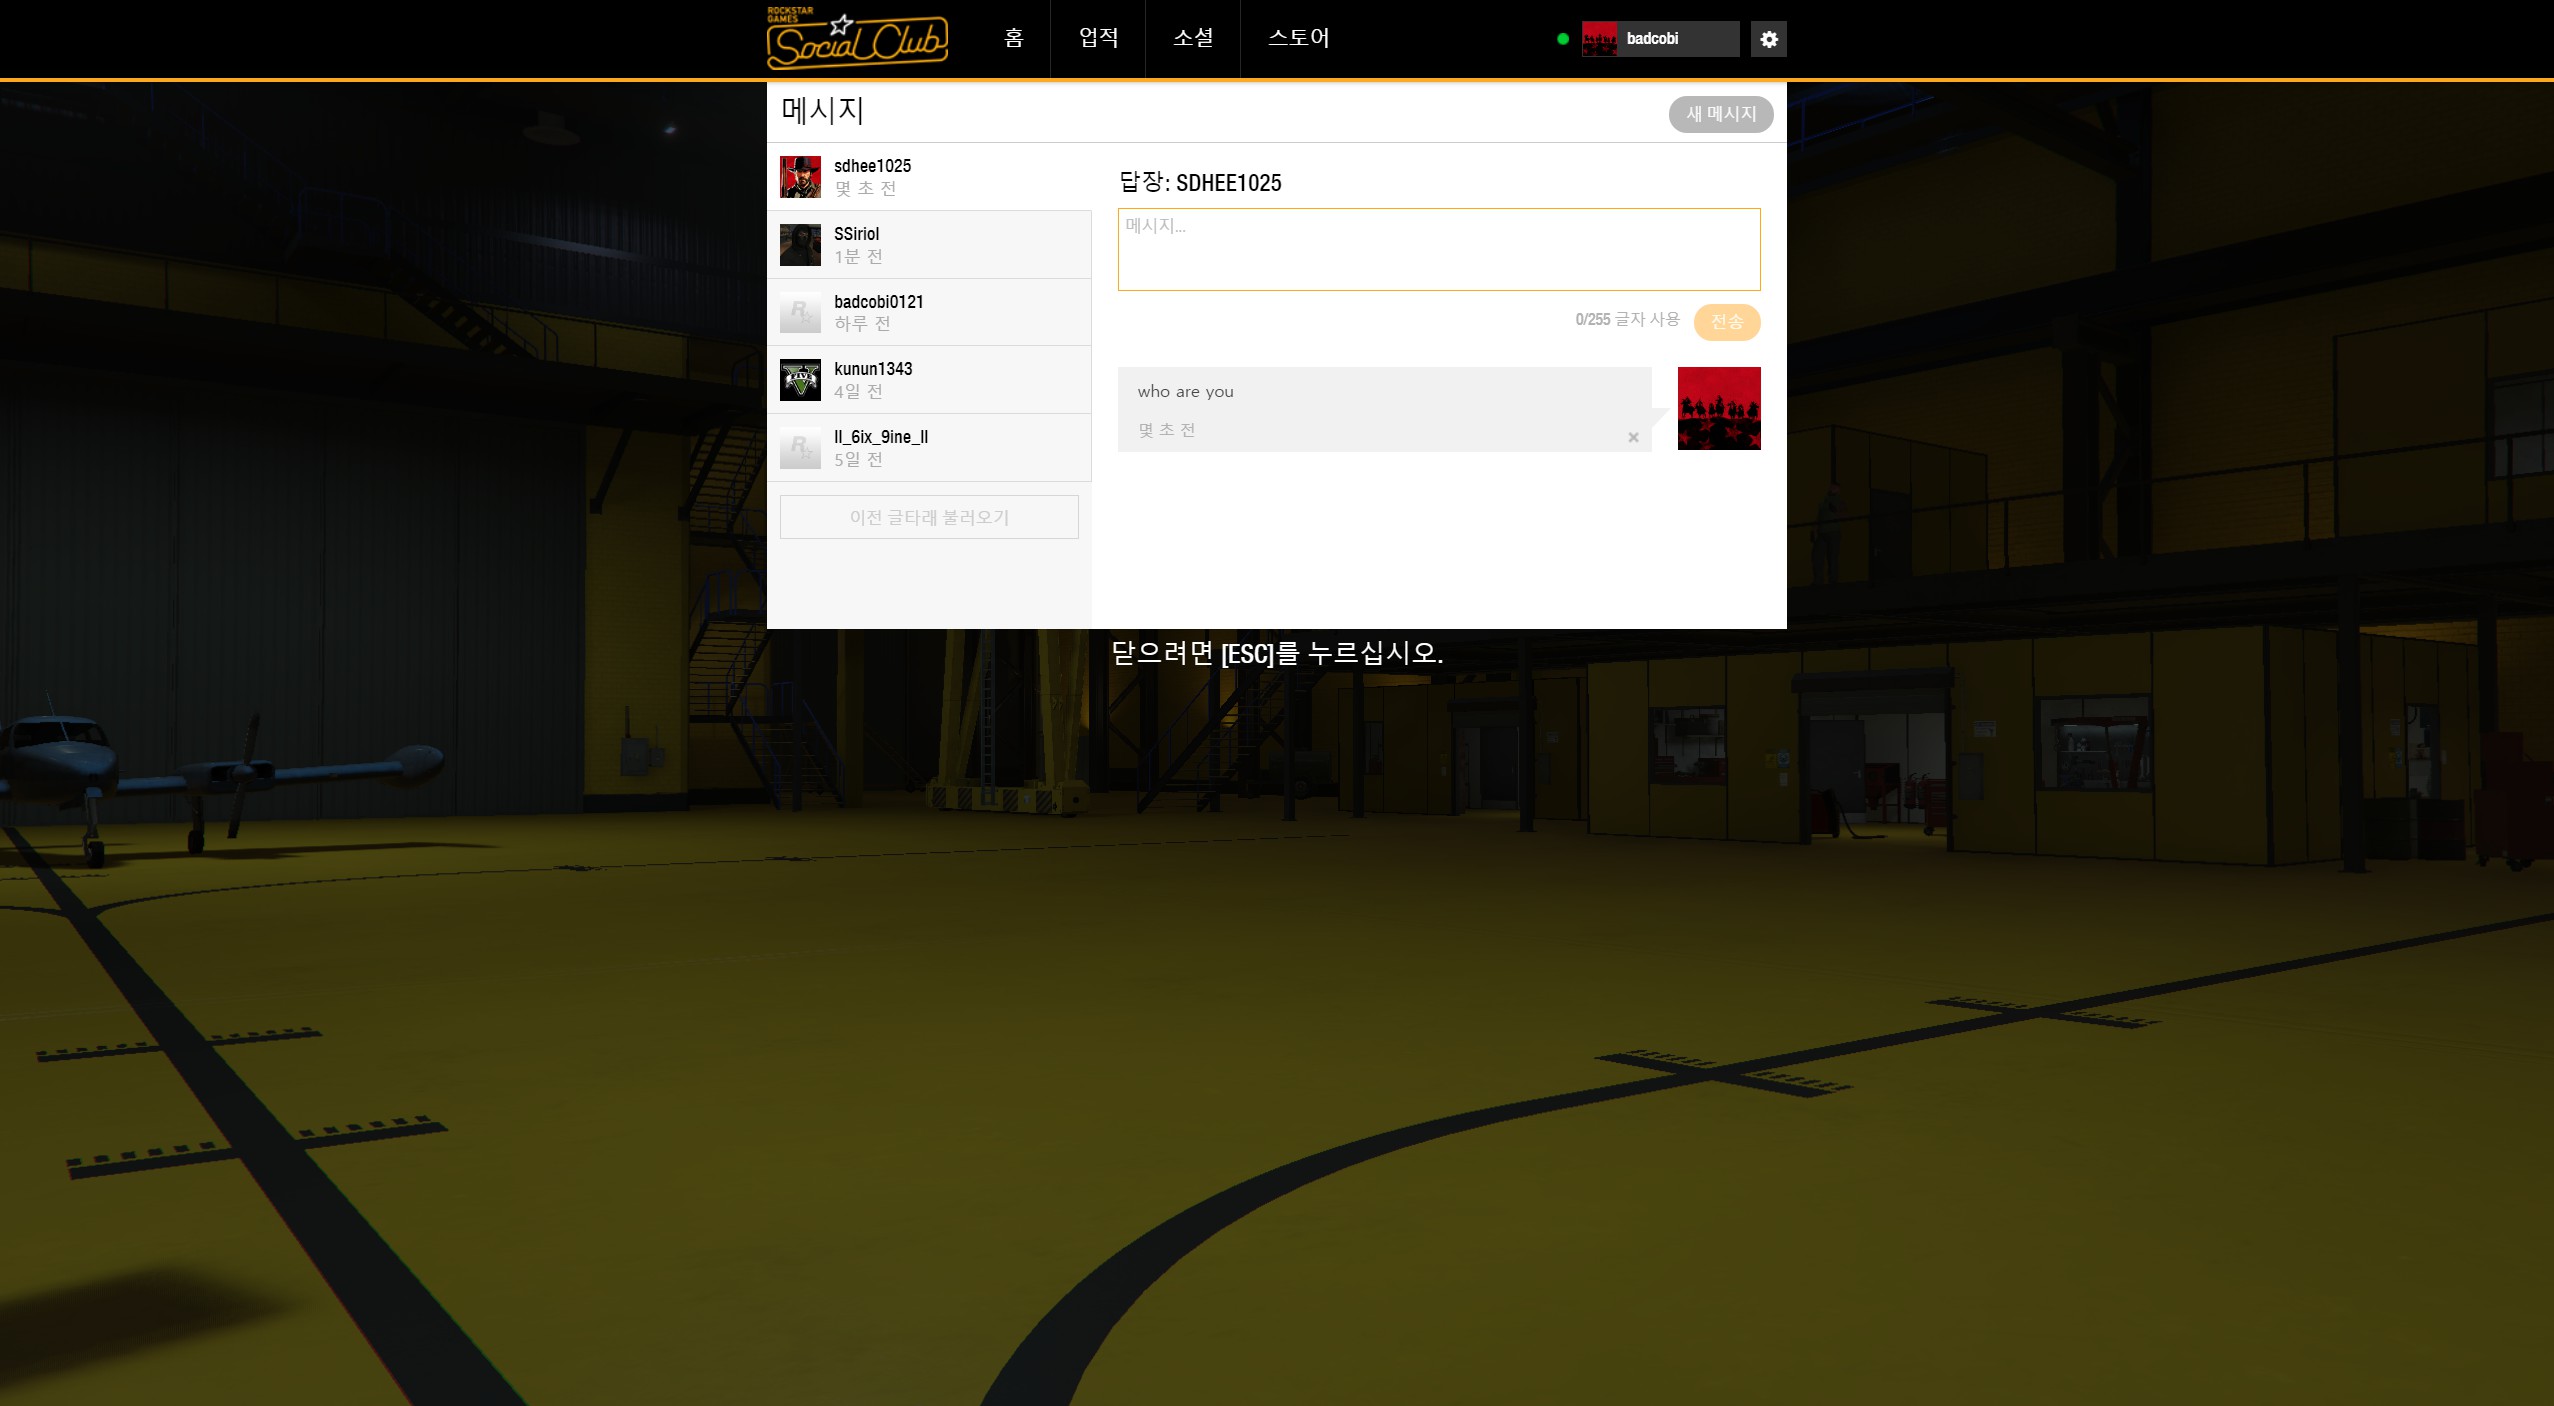 ROCKSTAR
GAMES
Social Club
홈
업적
소셜
스토어
badcobi
메시지
새 메시지
sdhee1025
몇 초 전
SSiriol
1분 전
badcobi0121
하루 전
kunun1343
4일 전
ll_6ix_9ine_ll
5일 전
이전 글타래 불러오기
답장: SDHEE1025
메시지...
0/255 글자 사용
전송
who are you
몇 초 전
닫으려면 [ESC]를 누르십시오.